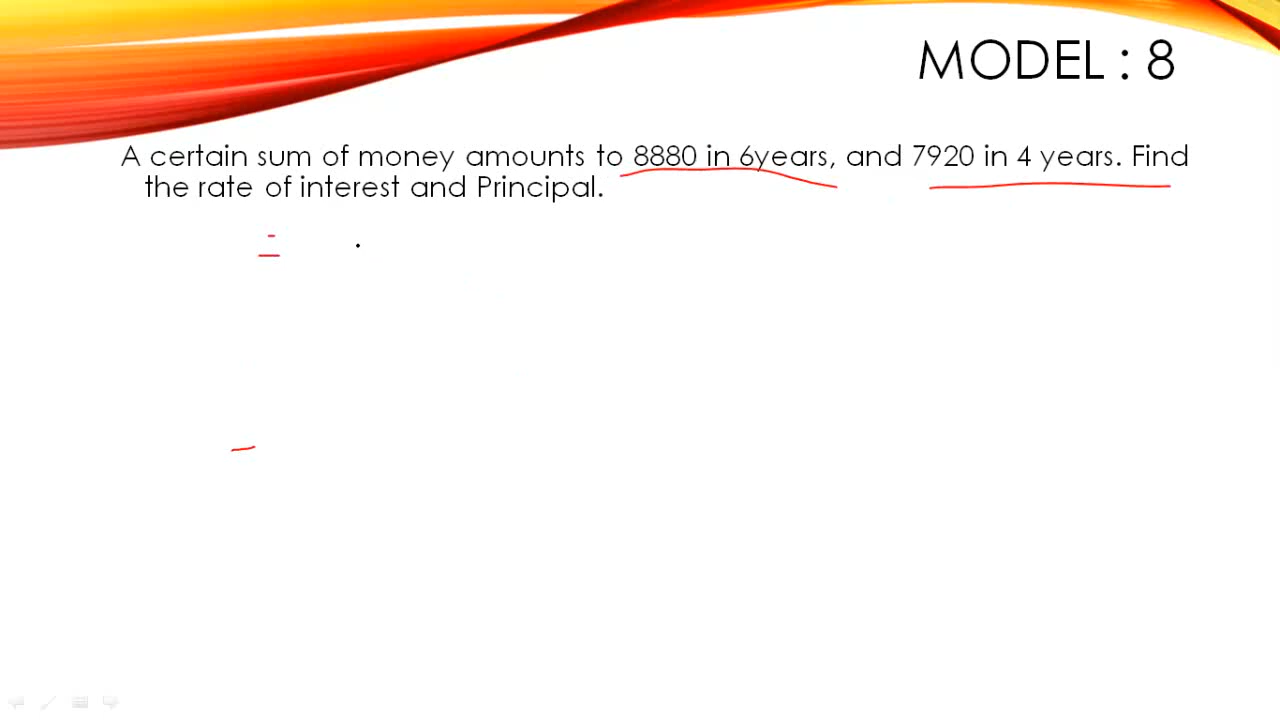 MODEL : 8
A certain sum of money amounts to 8880 in 6years, and 7920 in 4 years. Find
the rate of interest and Principal.